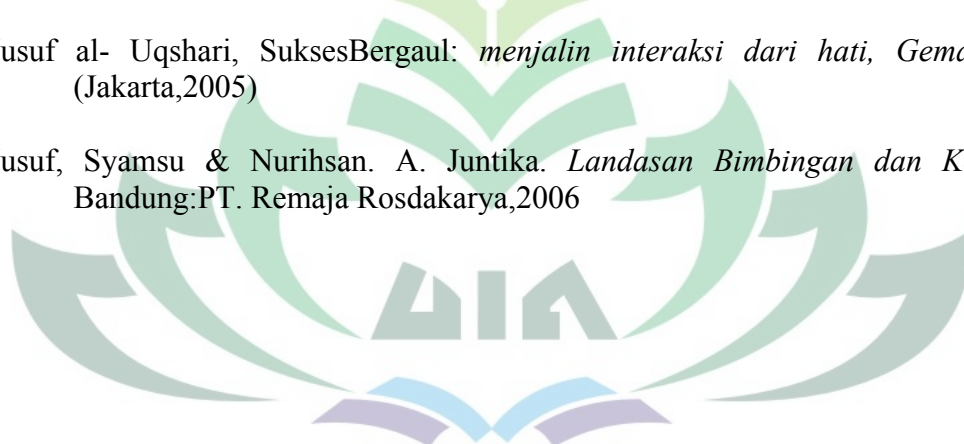 usuf al- Uqshari, SuksesBergaul: menjalin interaksi dari hati, Gema
(Jakarta,2005)
usuf, Syamsu & Nurihsan. A. Juntika. Landasan Bimbingan dan K
Bandung:PT. Remaja Rosdakarya,2006
UIN